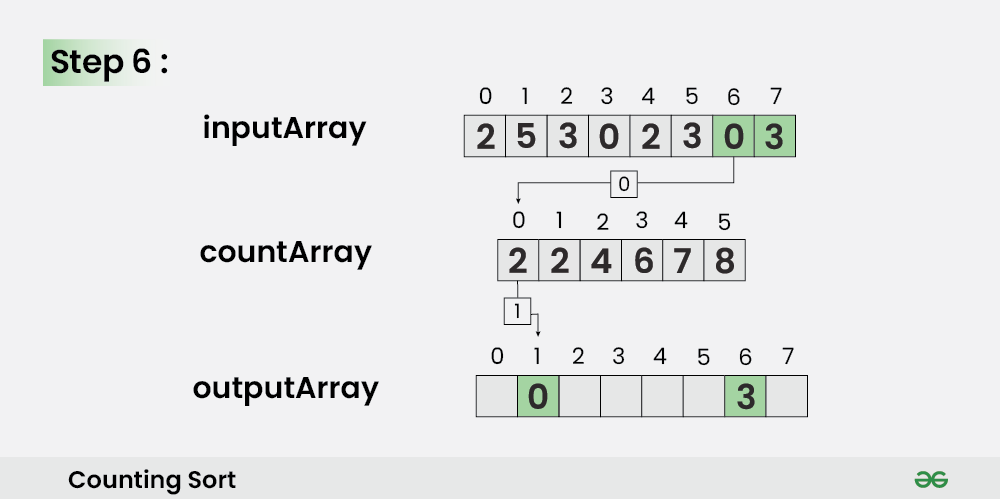 Step 6 :
0 1 2 3 4 5 6 7
inputArray 2 5 3 0 2 3 0 3
0
0 1 2 3 4 5
countArray 2 2 4 6 7 8
1
0 1 2 3 4 5 6 7
outputArray 0 3
Counting Sort